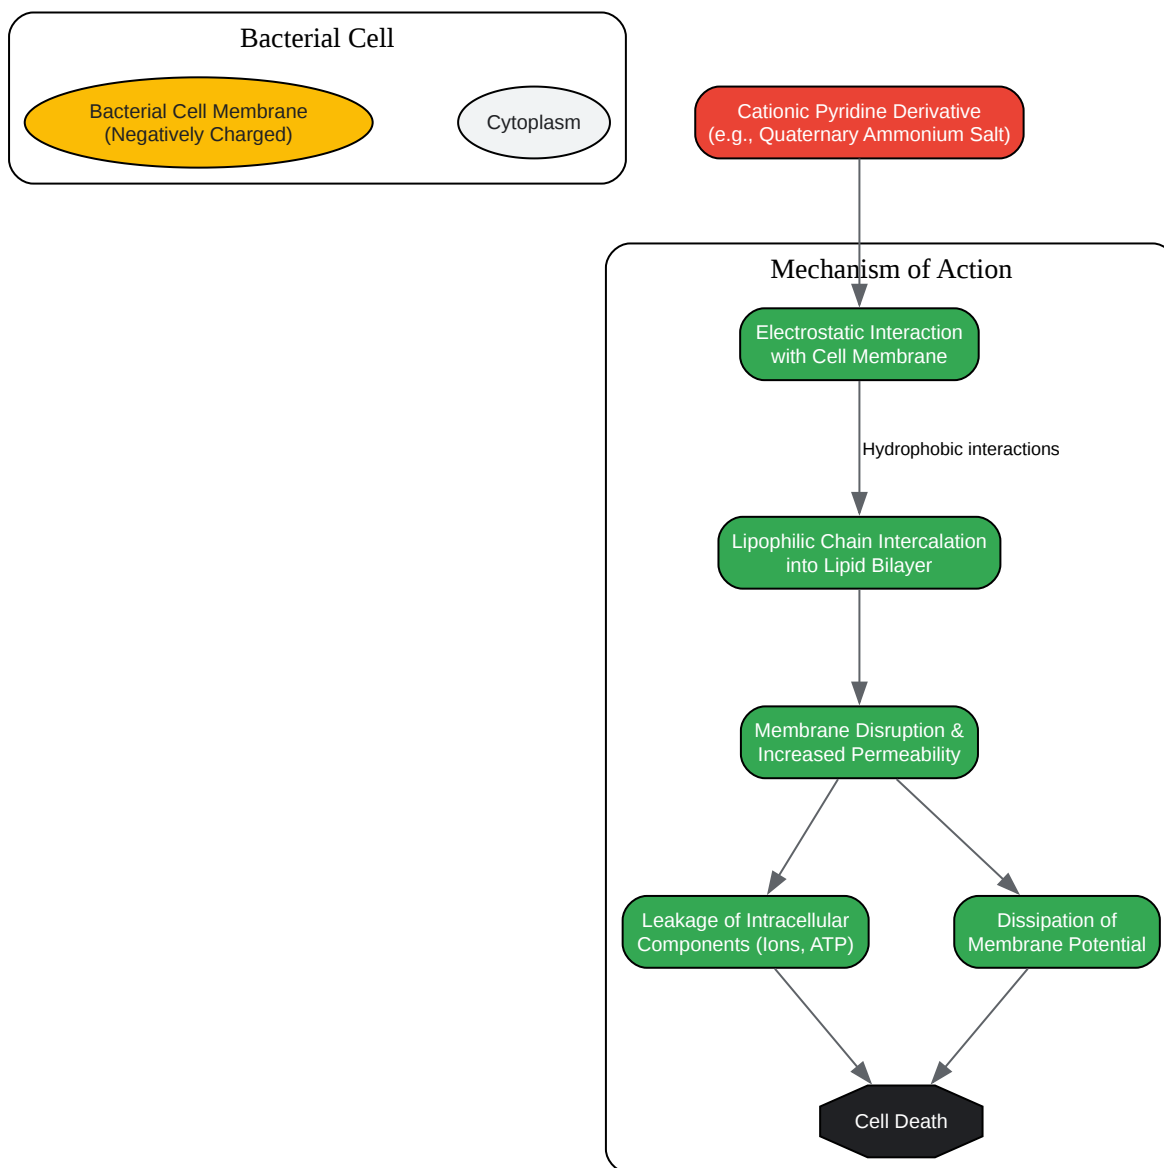 Bacterial Cell
Bacterial Cell Membrane
(Negatively Charged)
Cytoplasm
Cationic Pyridine Derivative
(e.g., Quaternary Ammonium Salt)
Mechanism of Action
Electrostatic Interaction
with Cell Membrane
Hydrophobic interactions
Lipophilic Chain Intercalation
into Lipid Bilayer
Membrane Disruption &
Increased Permeability
Leakage of Intracellular
Components (Ions, ATP)
Dissipation of
Membrane Potential
Cell Death